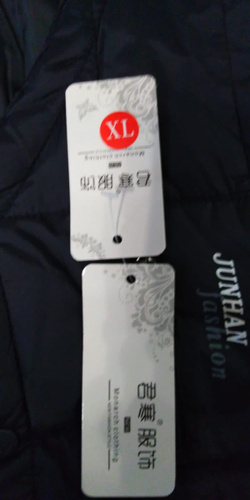 XL
君寒服饰
Monarch clothing
君寒®服饰
Monarch clothing
JUNHAN
fashion